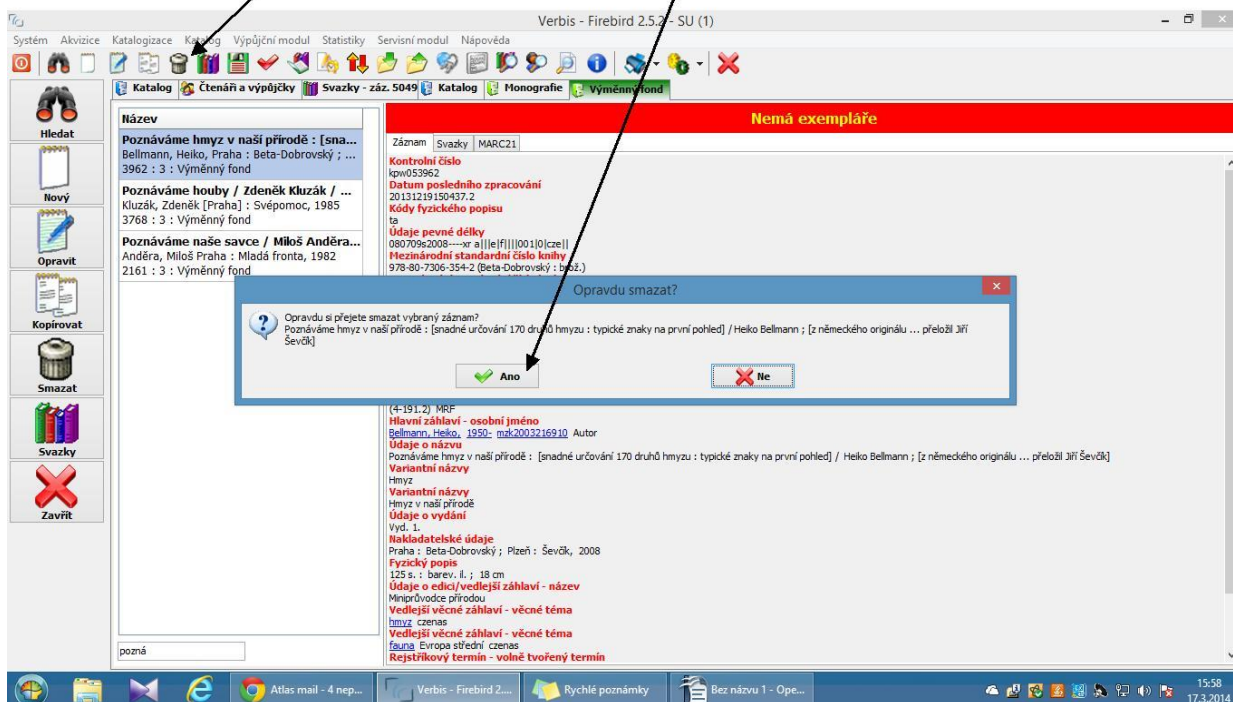 Verbis - Firebird 2.5.2 - SU (1)
Systém Akvizice Katalogizace Katalog Výpůjční modul Statistiky Servisní modul Nápověda
Katalog Čtenáři a výpůjčky Svazky - záz. 5049 Katalog Monografie Výměnný fond
Hledat
Nový
Opravit
Kopírovat
Smazat
Svazky
Zavřít
Název
Poznáváme hmyz v naší přírodě : [sna...
Bellmann, Heiko, Praha : Beta-Dobrovský ; ...
3962 : 3 : Výměnný fond
Poznáváme houby / Zdeněk Kluzák / ...
Kluzák, Zdeněk [Praha] : Svépomoc, 1985
3768 : 3 : Výměnný fond
Poznáváme naše savce / Miloš Anděra...
Anděra, Miloš Praha : Mladá fronta, 1982
2161 : 3 : Výměnný fond
pozná
Nemá exempláře
Záznam Svazky MARC21
Kontrolní číslo
kpw053962
Datum posledního zpracování
20131219150437.2
Kódy fyzického popisu
ta
Údaje pevné délky
080709s2008----xr a|||e|f||||001|0|cze||
Mezinárodní standardní číslo knihy
978-80-7306-354-2 (Beta-Dobrovský : brož.)
Opravdu smazat?
Opravdu si přejete smazat vybraný záznam?
Poznáváme hmyz v naší přírodě : [snadné určování 170 druhů hmyzu : typické znaky na první pohled] / Heiko Bellmann ; [z německého originálu ... přeložil Jiří
Ševčík]
Ano
Ne
(4-191.2) MRF
Hlavní záhlaví - osobní jméno
Bellmann, Heiko, 1950- mzk2003216910 Autor
Údaje o názvu
Poznáváme hmyz v naší přírodě : [snadné určování 170 druhů hmyzu : typické znaky na první pohled] / Heiko Bellmann ; [z německého originálu ... přeložil Jiří Ševčík]
Variantní názvy
Hmyz
Variantní názvy
Hmyz v naší přírodě
Údaje o vydání
Vyd. 1.
Nakladatelské údaje
Praha : Beta-Dobrovský ; Plzeň : Ševčík, 2008
Fyzický popis
125 s. : barev. il. ; 18 cm
Údaje o edici/vedlejší záhlaví - název
Miniprůvodce přírodou
Vedlejší věcné záhlaví - věcné téma
hmyz czenas
Vedlejší věcné záhlaví - věcné téma
fauna Evropa střední czenas
Rejstříkový termín - volně tvořený termín
Atlas mail - 4 nep... Verbis - Firebird 2.... Rychlé poznámky Bez názvu 1 - Ope...
15:58
17.3.2014